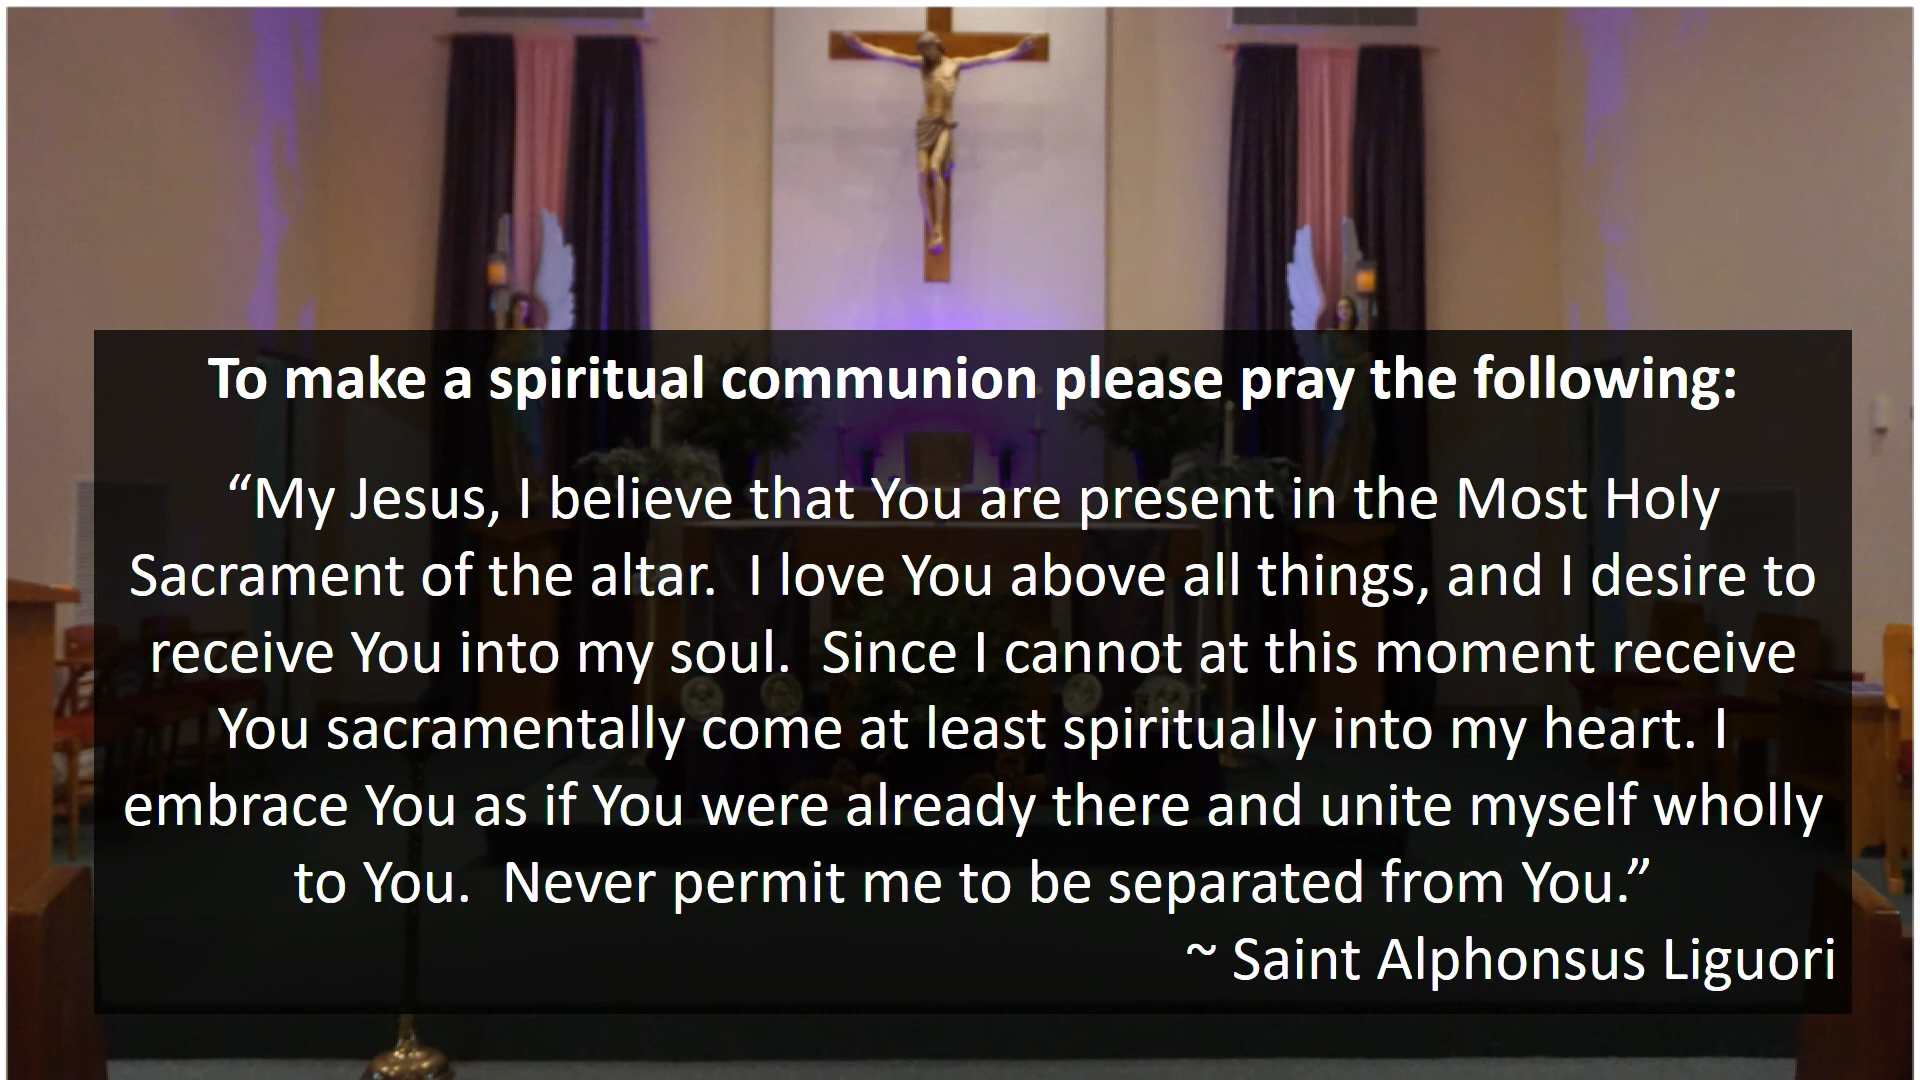 To make a spiritual communion please pray the following:
“My Jesus, I believe that You are present in the Most Holy
Sacrament of the altar.  I love You above all things, and I desire to
receive You into my soul.  Since I cannot at this moment receive
You sacramentally come at least spiritually into my heart. I
embrace You as if You were already there and unite myself wholly
to You.  Never permit me to be separated from You.”
~ Saint Alphonsus Liguori